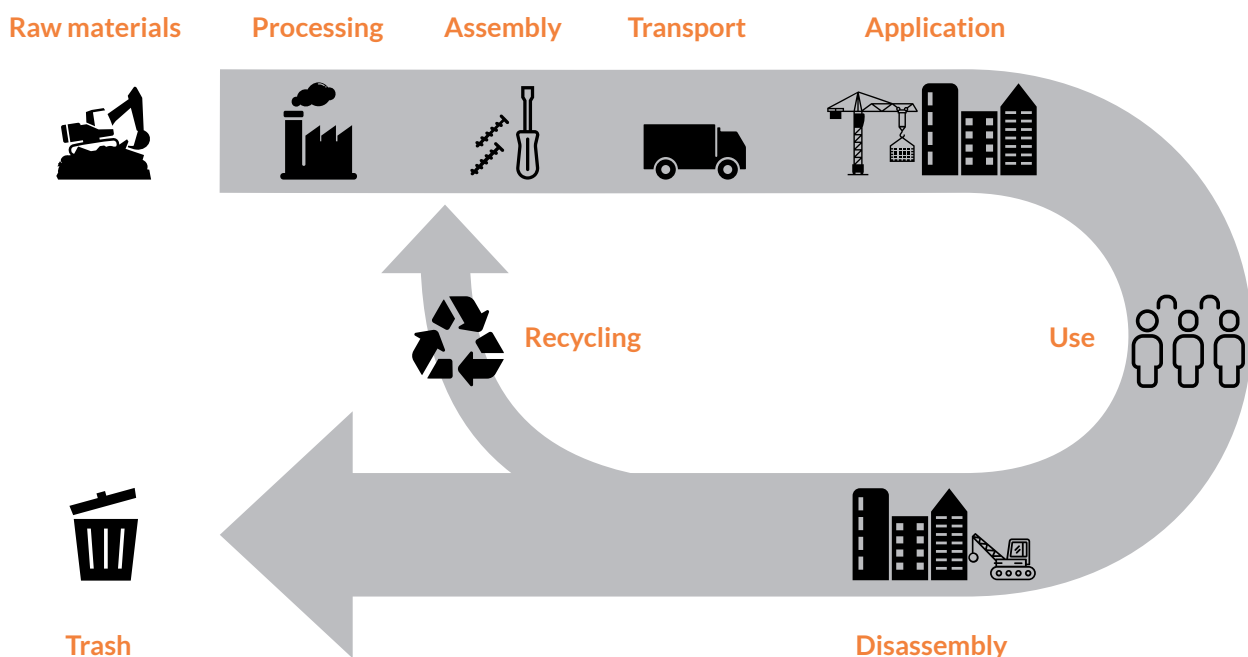 Raw materials
Processing
Assembly
Transport
Application
Recycling
Use
Trash
Disassembly